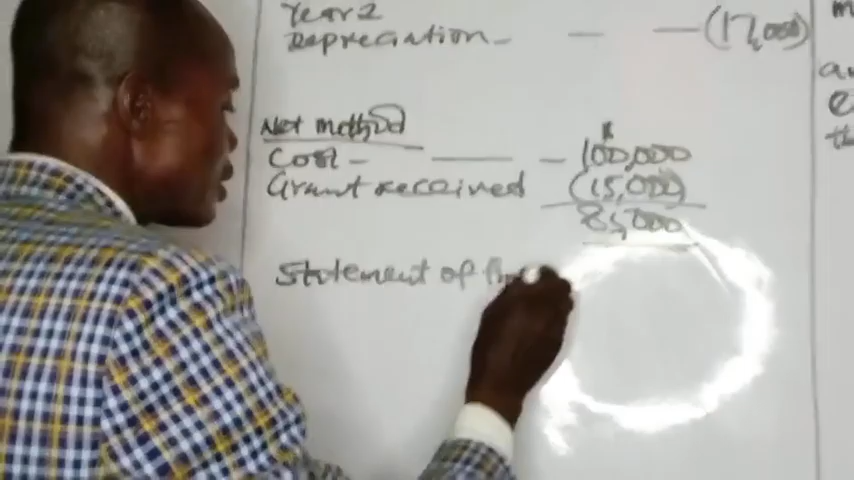 Year 2
Depreciation - — — (17,000)
Net method
Cost - — - 100,000
Grant received (15,000)
85,000
Statement of